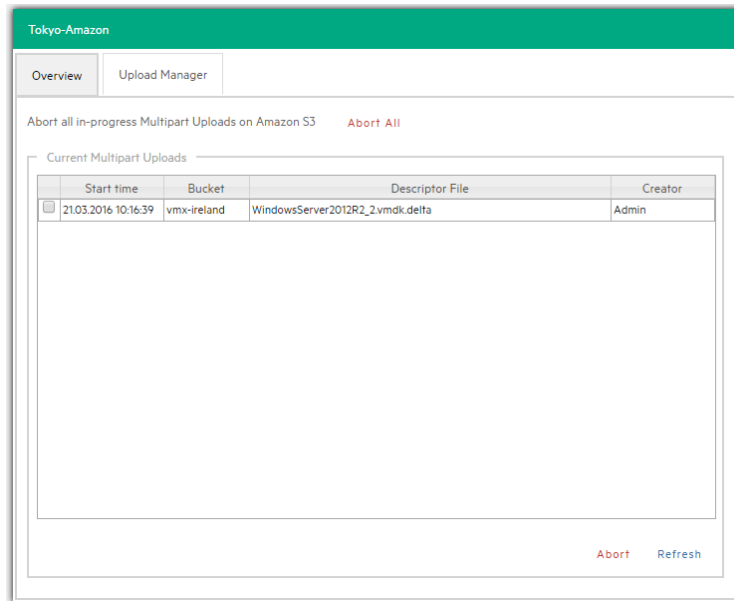 Tokyo-Amazon
Overview Upload Manager
Abort all in-progress Multipart Uploads on Amazon S3 Abort All
Current Multipart Uploads
Start time Bucket Descriptor File Creator
21.03.2016 10:16:39 vmx-ireland WindowsServer2012R2_2.vmdk.delta Admin
Abort Refresh